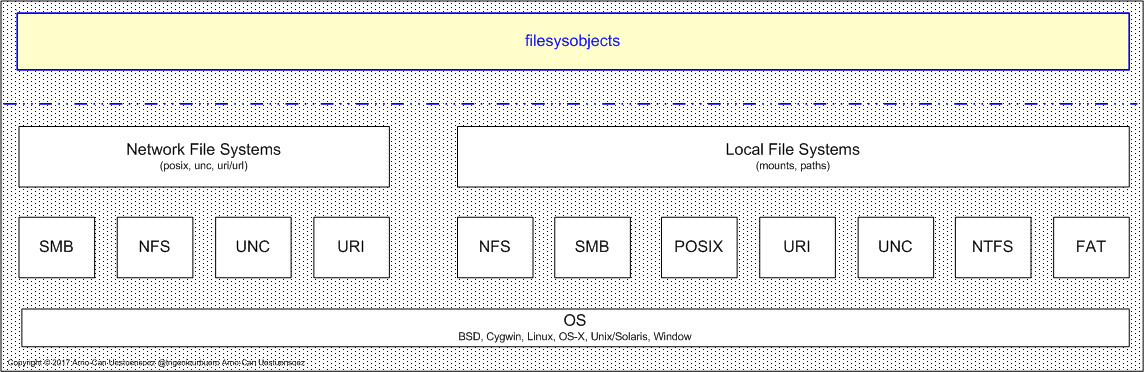 filesysobjects
Network File Systems
(posix, unc, uri/url)
Local File Systems
(mounts, paths)
SMB
NFS
UNC
URI
NFS
SMB
POSIX
URI
UNC
NTFS
FAT
OS
BSD, Cygwin, Linux, OS-X, Unix/Solaris, Window
Copyright © 2017 Arno-Can Uestuensoez @Ingenieurbuero Arno-Can Uestuensoez